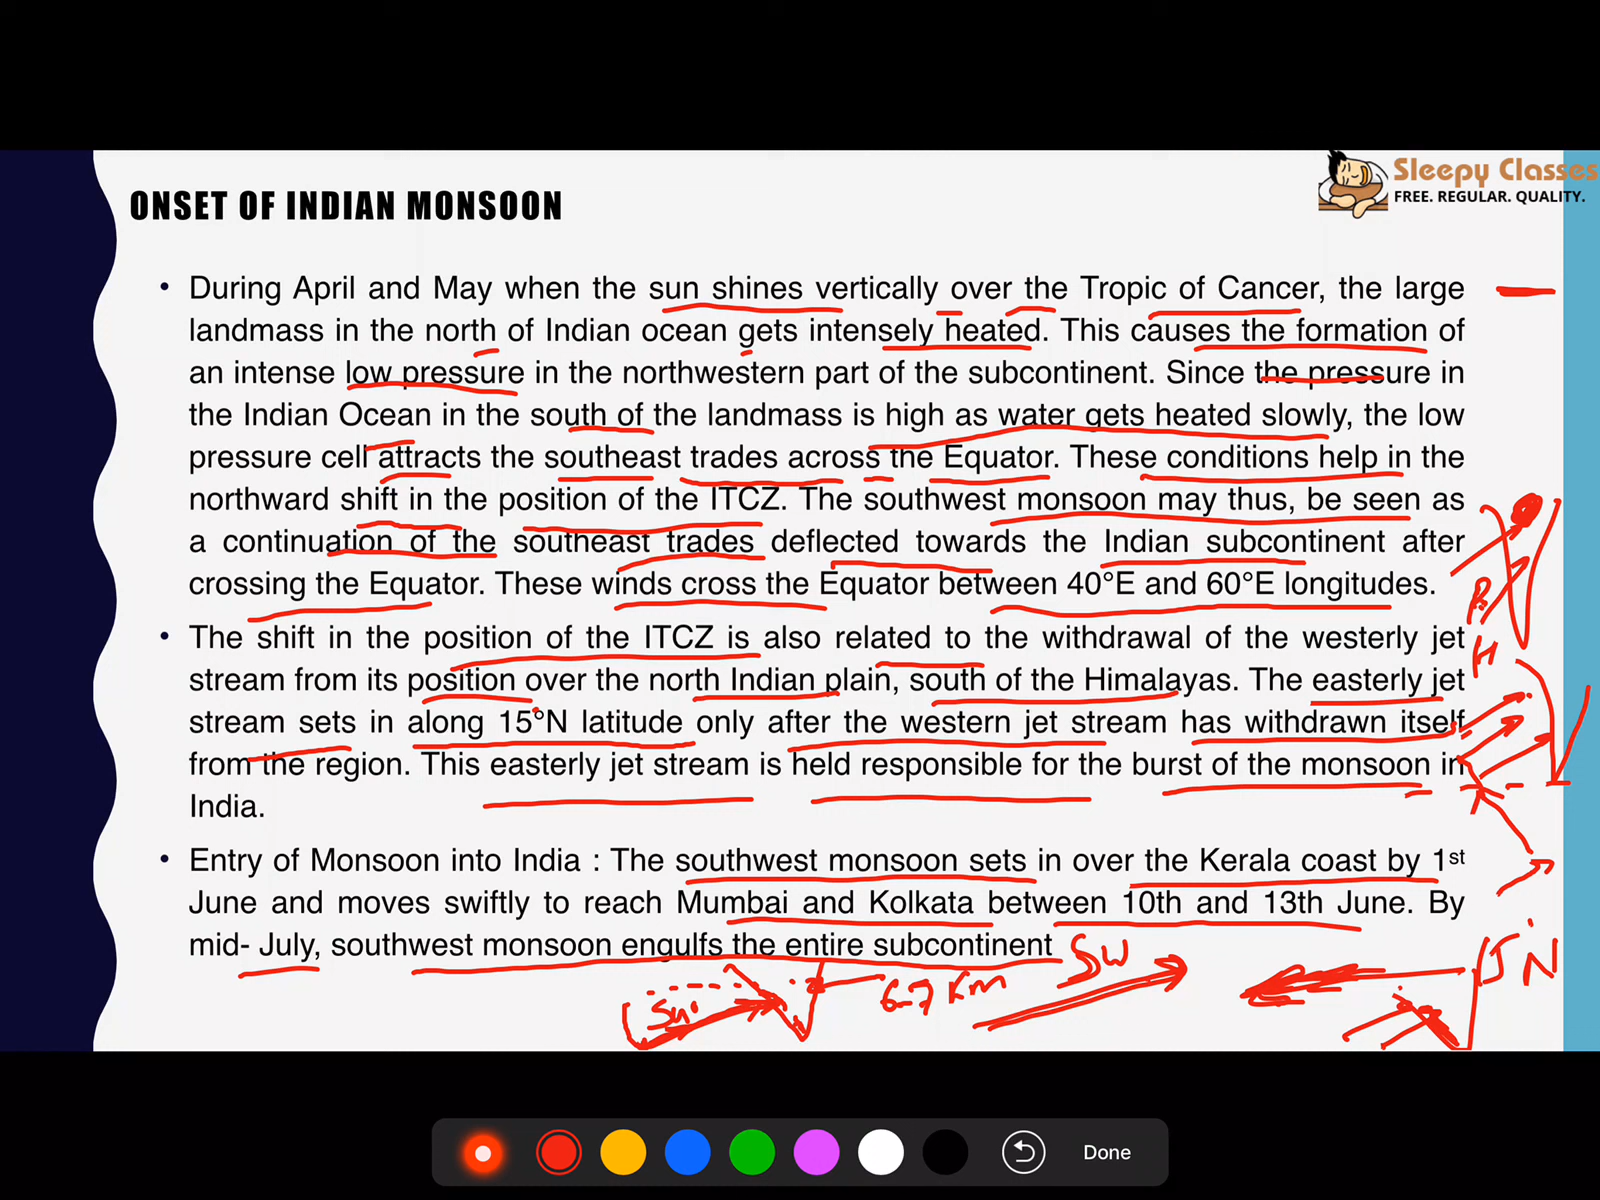 Sleepy Classes
FREE. REGULAR. QUALITY.
ONSET OF INDIAN MONSOON
• During April and May when the sun shines vertically over the Tropic of Cancer, the large
landmass in the north of Indian ocean gets intensely heated. This causes the formation of
an intense low pressure in the northwestern part of the subcontinent. Since the pressure in
the Indian Ocean in the south of the landmass is high as water gets heated slowly, the low
pressure cell attracts the southeast trades across the Equator. These conditions help in the
northward shift in the position of the ITCZ. The southwest monsoon may thus, be seen as
a continuation of the southeast trades deflected towards the Indian subcontinent after
crossing the Equator. These winds cross the Equator between 40°E and 60°E longitudes.
• The shift in the position of the ITCZ is also related to the withdrawal of the westerly jet
stream from its position over the north Indian plain, south of the Himalayas. The easterly jet
stream sets in along 15°N latitude only after the western jet stream has withdrawn itself
from the region. This easterly jet stream is held responsible for the burst of the monsoon in
India.
• Entry of Monsoon into India : The southwest monsoon sets in over the Kerala coast by 1st
June and moves swiftly to reach Mumbai and Kolkata between 10th and 13th June. By
mid- July, southwest monsoon engulfs the entire subcontinent
H
SW
6-7 Km
Done